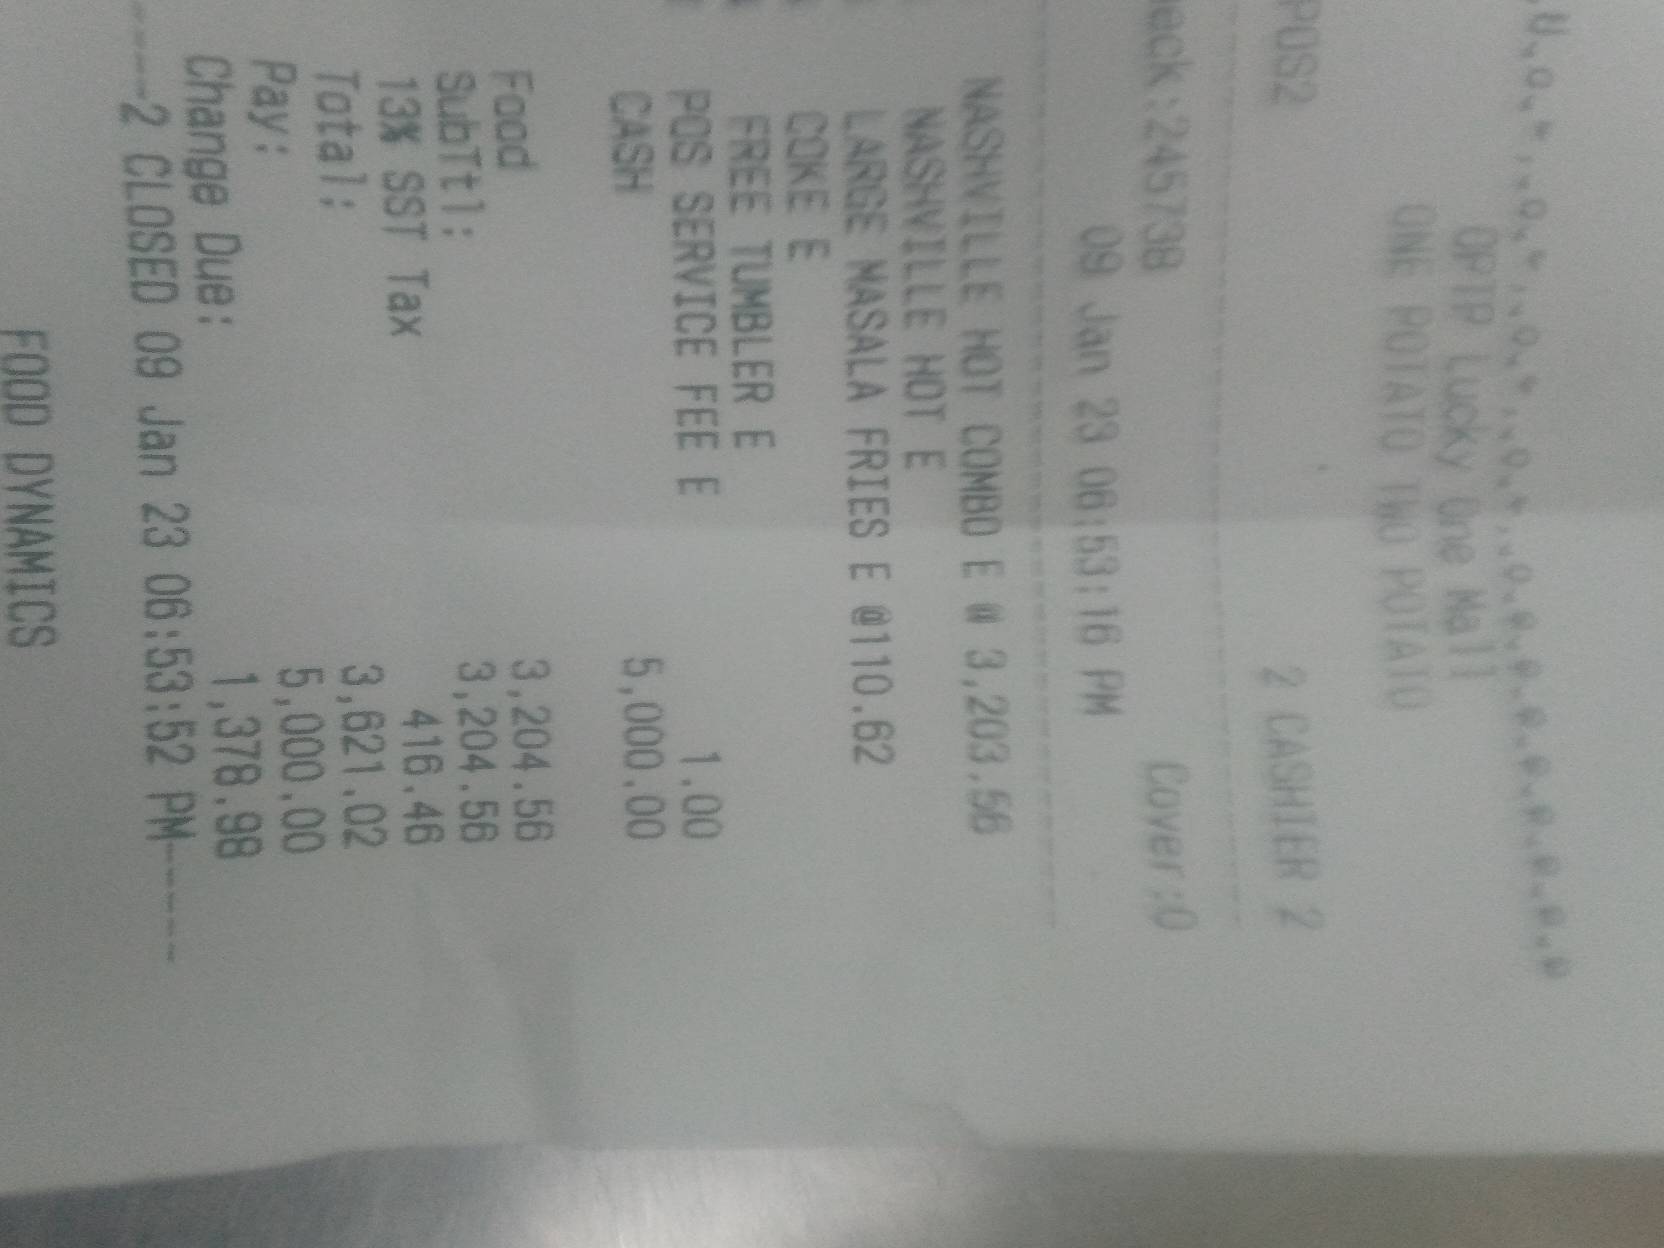 OPTP Lucky One Mall
ONE POTATO TWO POTATO
POS2 2 CASHIER 2
eck:245738 Cover:0
09 Jan 23 06:53:16 PM
NASHVILLE HOT COMBO E @ 3,203.56
NASHVILLE HOT E
LARGE MASALA FRIES E @110.62
COKE E
FREE TUMBLER E
POS SERVICE FEE E 1.00
CASH 5,000.00
Food 3,204.56
SubTtl: 3,204.56
13% SST Tax 416.46
Total: 3,621.02
Pay: 5,000.00
Change Due: 1,378.98
----2 CLOSED 09 Jan 23 06:53:52 PM-----
FOOD DYNAMICS